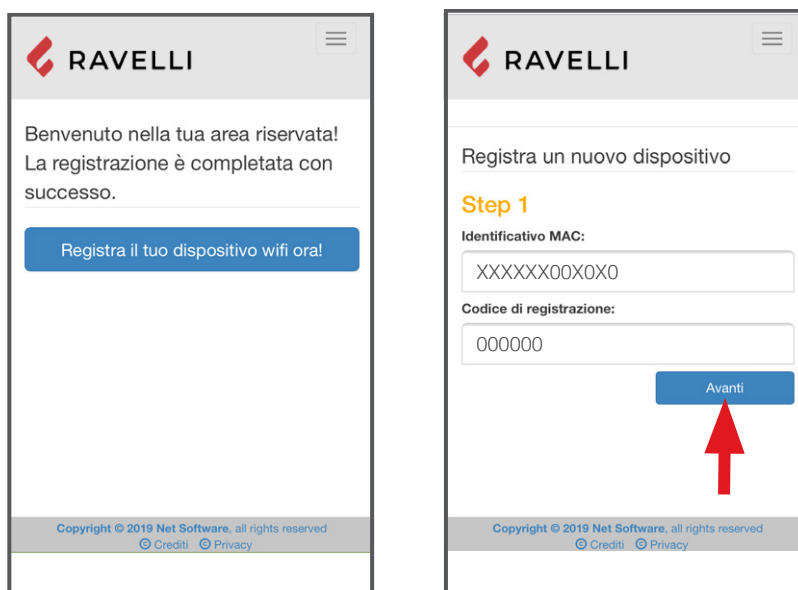 RAVELLI
Benvenuto nella tua area riservata!
La registrazione è completata con
successo.
Registra il tuo dispositivo wifi ora!
Copyright © 2019 Net Software, all rights reserved
© Crediti © Privacy
RAVELLI
Registra un nuovo dispositivo
Step 1
Identificativo MAC:
XXXXXX00X0X0
Codice di registrazione:
000000
Avanti
Copyright © 2019 Net Software, all rights reserved
© Crediti © Privacy